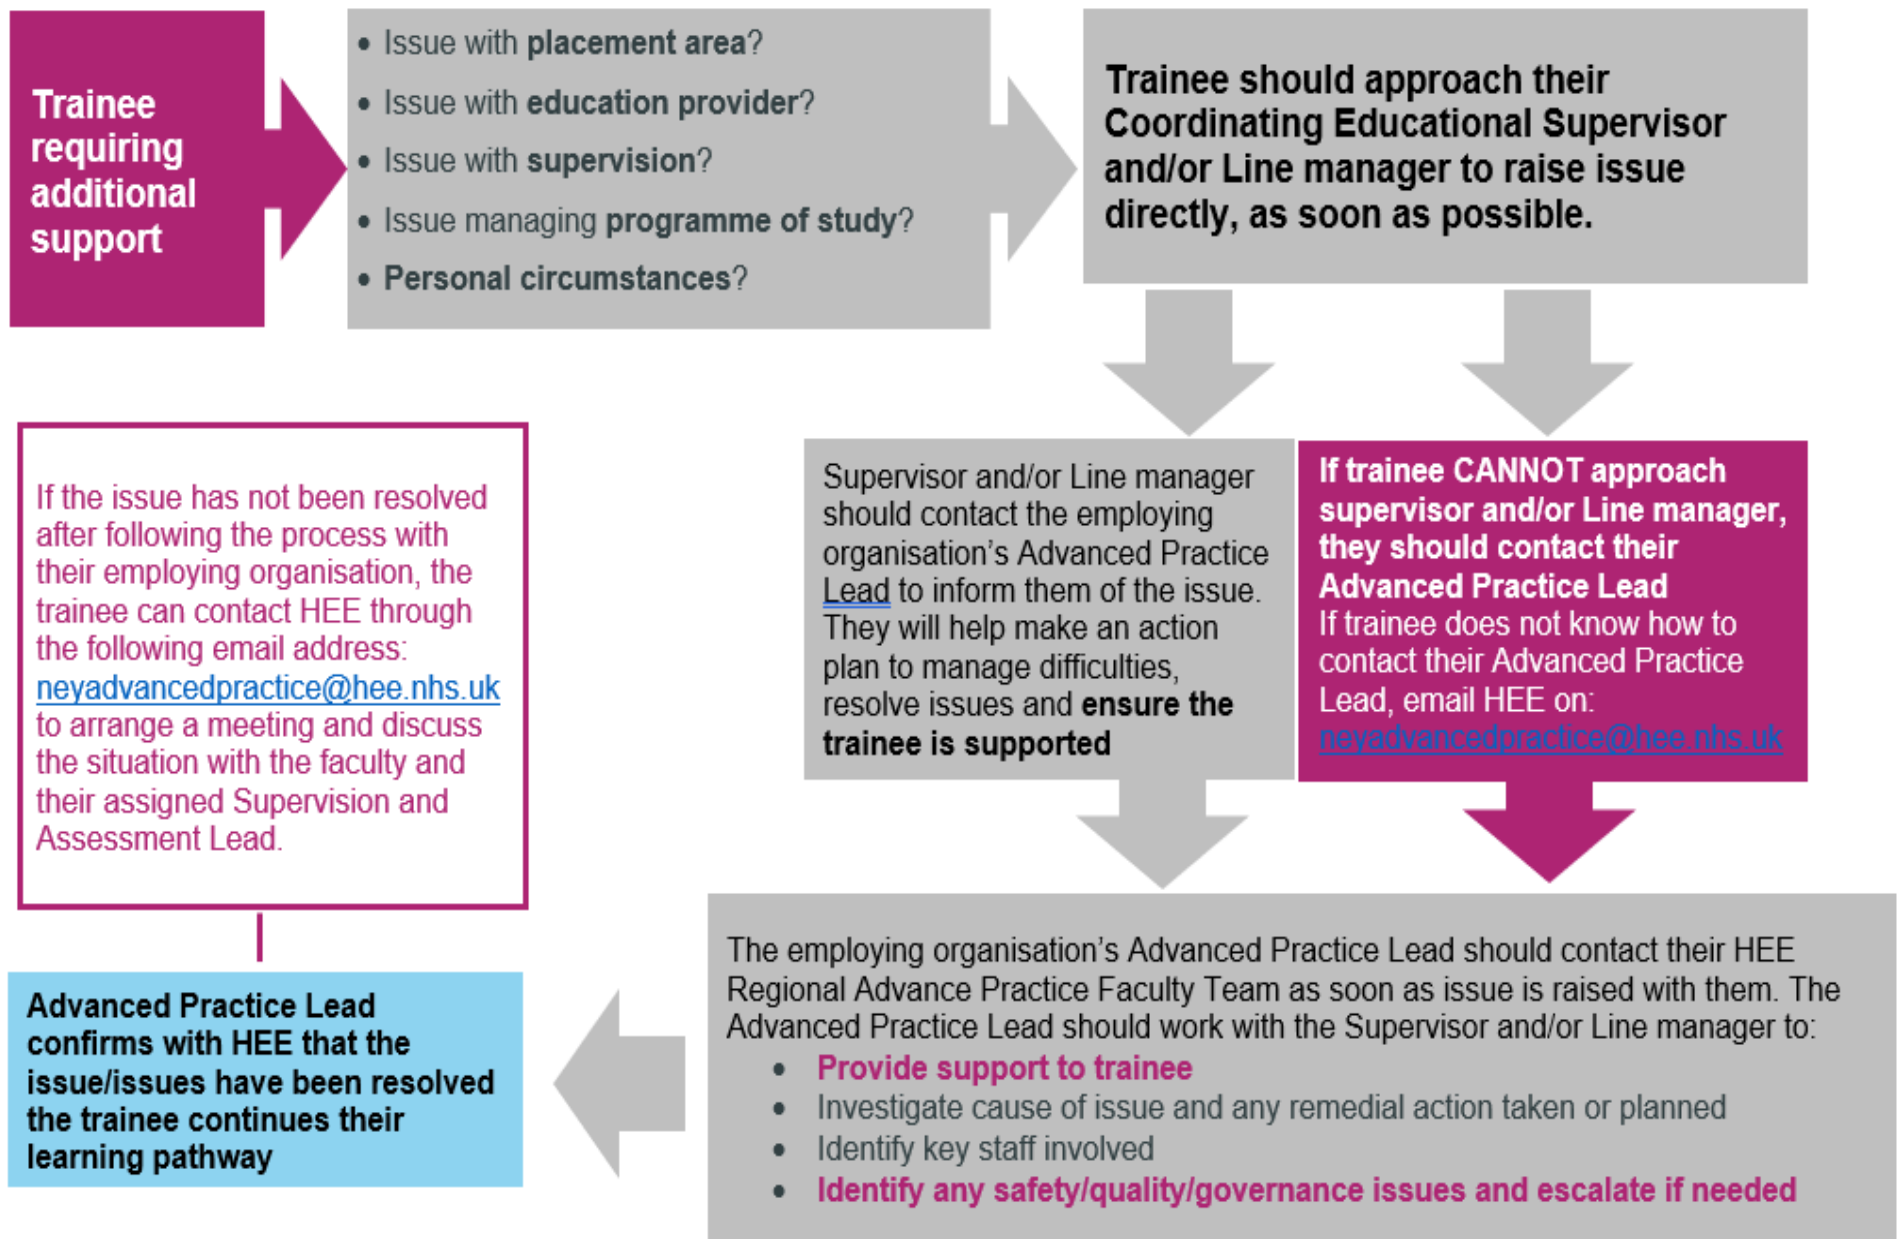 Trainee
requiring
additional
support
• Issue with placement area?
• Issue with education provider?
• Issue with supervision?
• Issue managing programme of study?
• Personal circumstances?
Trainee should approach their
Coordinating Educational Supervisor
and/or Line manager to raise issue
directly, as soon as possible.
Supervisor and/or Line manager
should contact the employing
organisation's Advanced Practice
Lead to inform them of the issue.
They will help make an action
plan to manage difficulties,
resolve issues and ensure the
trainee is supported
If trainee CANNOT approach
supervisor and/or Line manager,
they should contact their
Advanced Practice Lead
If trainee does not know how to
contact their Advanced Practice
Lead, email HEE on:
neyadvancedpractice@hee.nhs.uk
The employing organisation's Advanced Practice Lead should contact their HEE
Regional Advance Practice Faculty Team as soon as issue is raised with them. The
Advanced Practice Lead should work with the Supervisor and/or Line manager to:
• Provide support to trainee
• Investigate cause of issue and any remedial action taken or planned
• Identify key staff involved
• Identify any safety/quality/governance issues and escalate if needed
Advanced Practice Lead
confirms with HEE that the
issue/issues have been resolved
the trainee continues their
learning pathway
If the issue has not been resolved
after following the process with
their employing organisation, the
trainee can contact HEE through
the following email address:
neyadvancedpractice@hee.nhs.uk
to arrange a meeting and discuss
the situation with the faculty and
their assigned Supervision and
Assessment Lead.